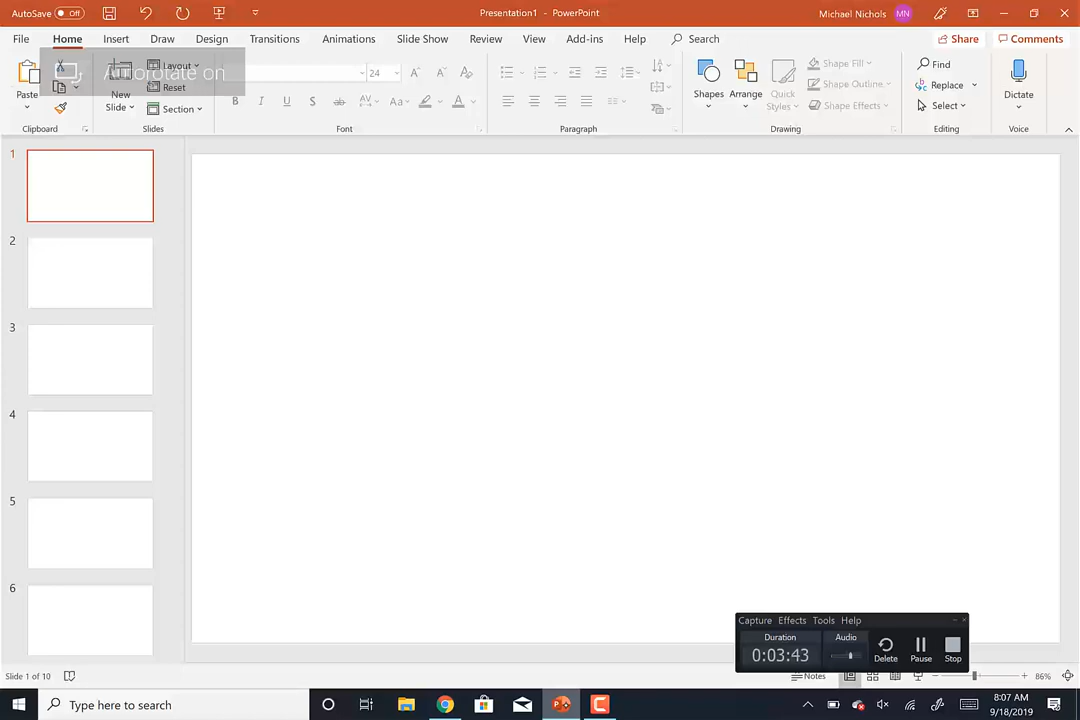 AutoSave Off Presentation1 - PowerPoint Michael Nichols MN
File Home Insert Draw Design Transitions Animations Slide Show Review View Add-ins Help Search Share Comments
Autorotate on
Paste
Clipboard
New Slide
Layout
Reset
Section
Slides
24
B I U S ab AV Aa A
Font
Paragraph
Shapes
Arrange
Quick Styles
Shape Fill
Shape Outline
Shape Effects
Drawing
Find
Replace
Select
Editing
Dictate
Voice
1
2
3
4
5
6
Capture Effects Tools Help
Duration
0:03:43
Audio
Delete
Pause
Stop
Slide 1 of 10
Notes
86%
Type here to search
8:07 AM
9/18/2019